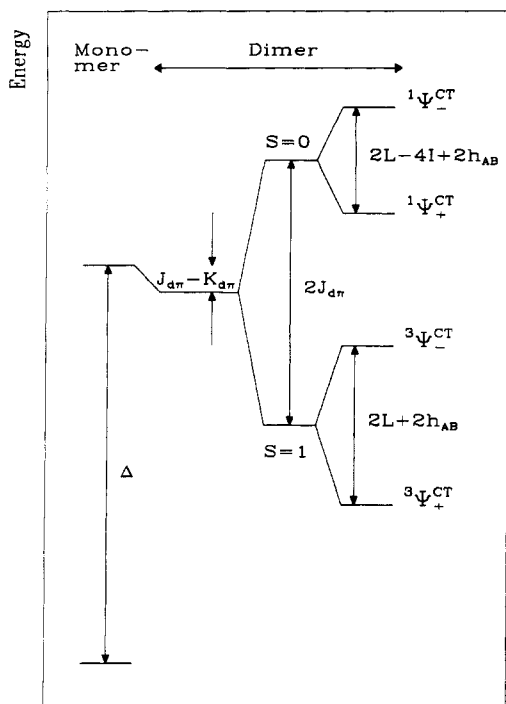 Energy
Mono-
mer
Dimer
¹Ψ₋^CT
S=0
2L-4I+2h_AB
¹Ψ₊^CT
J_dπ-K_dπ
2J_dπ
³Ψ₋^CT
2L+2h_AB
S=1
Δ
³Ψ₊^CT